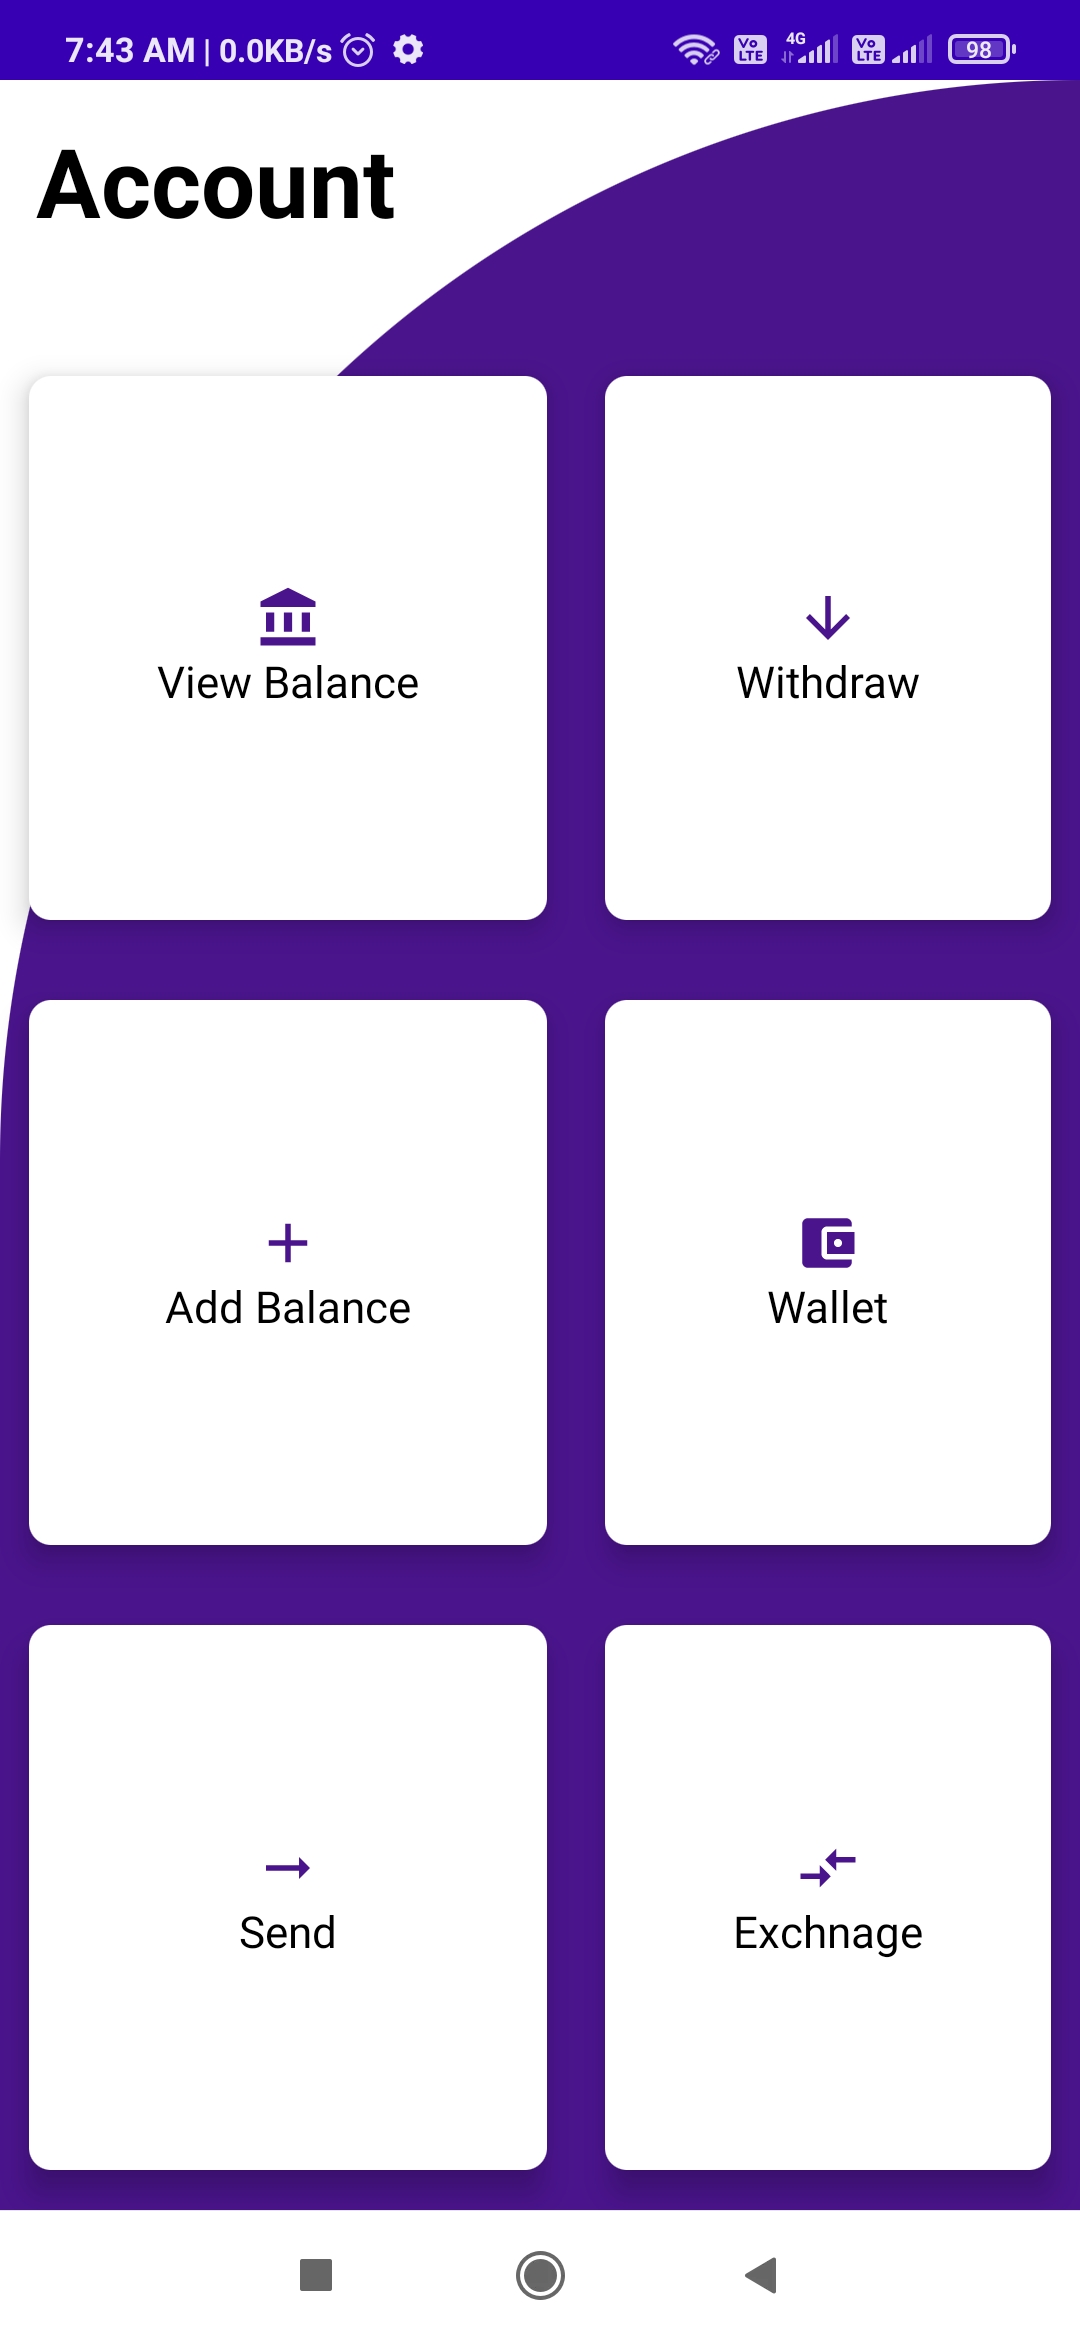 7:43 AM | 0.0KB/s Vo LTE 4G Vo LTE 98
Account
View Balance
Withdraw
Add Balance
Wallet
Send
Exchnage